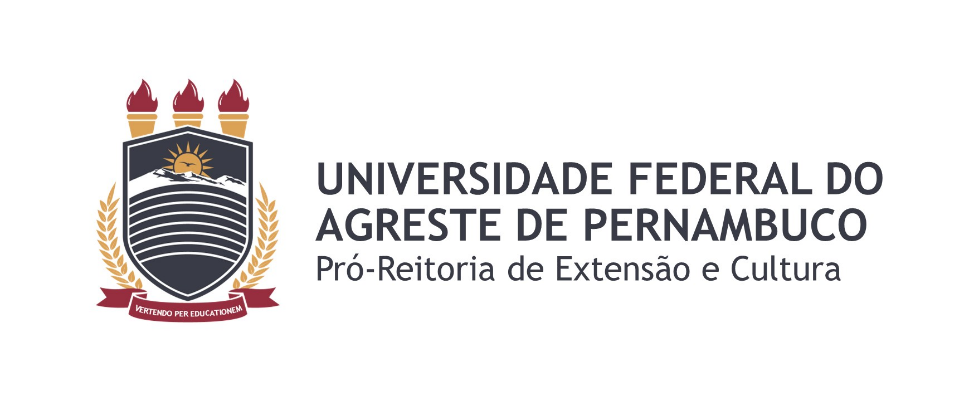 UNIVERSIDADE FEDERAL DO
AGRESTE DE PERNAMBUCO
Pró-Reitoria de Extensão e Cultura
VERTENDO PER EDUCATIONEM